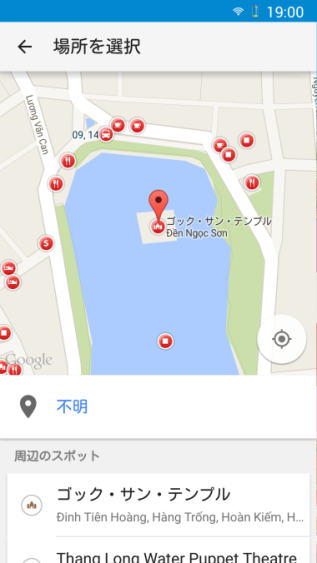 19:00
場所を選択
Lương Văn Can
09, 14
ゴック・サン・テンプル
Đền Ngọc Sơn
Google
不明
周辺のスポット
ゴック・サン・テンプル
Đinh Tiên Hoàng, Hàng Trống, Hoàn Kiếm, H...
Thang Long Water Puppet Theatre